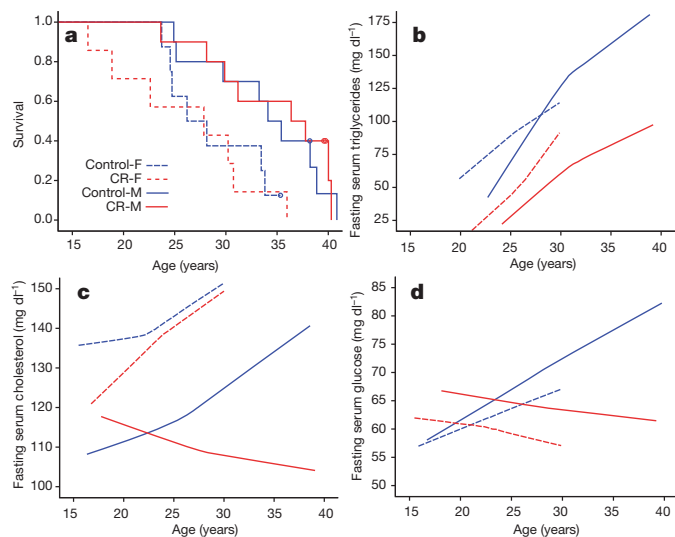 a
Survival
1.0
0.8
0.6
0.4
0.2
0.0
Control-F
CR-F
Control-M
CR-M
15 20 25 30 35 40
Age (years)
b
Fasting serum triglycerides (mg dl⁻¹)
175
150
125
100
75
50
25
15 20 25 30 35 40
Age (years)
c
Fasting serum cholesterol (mg dl⁻¹)
150
140
130
120
110
100
15 20 25 30 35 40
Age (years)
d
Fasting serum glucose (mg dl⁻¹)
85
80
75
70
65
60
55
50
15 20 25 30 35 40
Age (years)